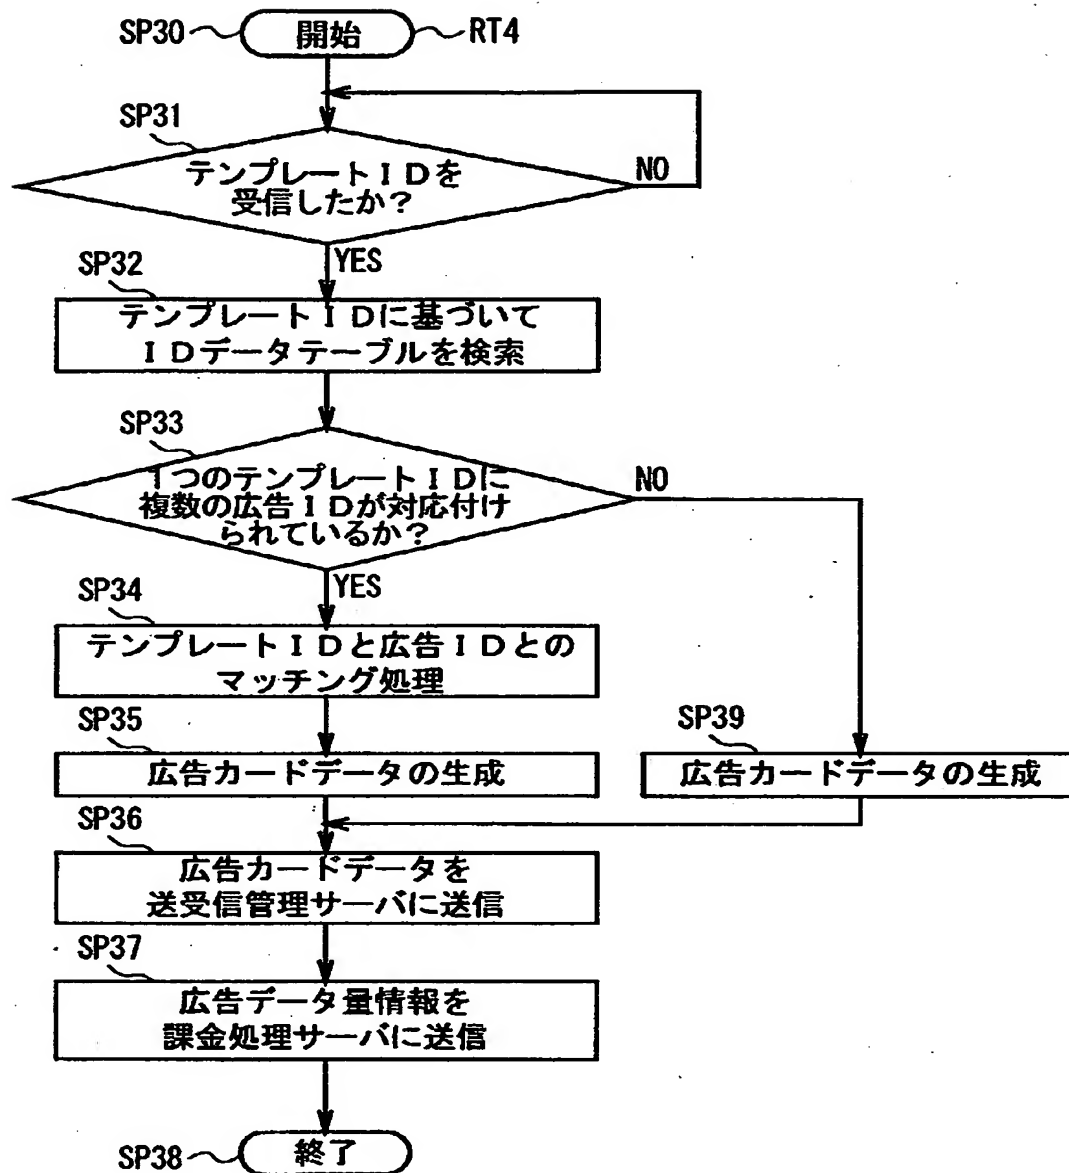 SP30 開始 RT4
SP31
テンプレートIDを
受信したか?
NO
YES
SP32
テンプレートIDに基づいて
IDデータテーブルを検索
SP33
1つのテンプレートIDに
複数の広告IDが対応付け
られているか?
NO
YES
SP34
テンプレートIDと広告IDとの
マッチング処理
SP35
広告カードデータの生成
SP39
広告カードデータの生成
SP36
広告カードデータを
送受信管理サーバに送信
SP37
広告データ量情報を
課金処理サーバに送信
SP38 終了